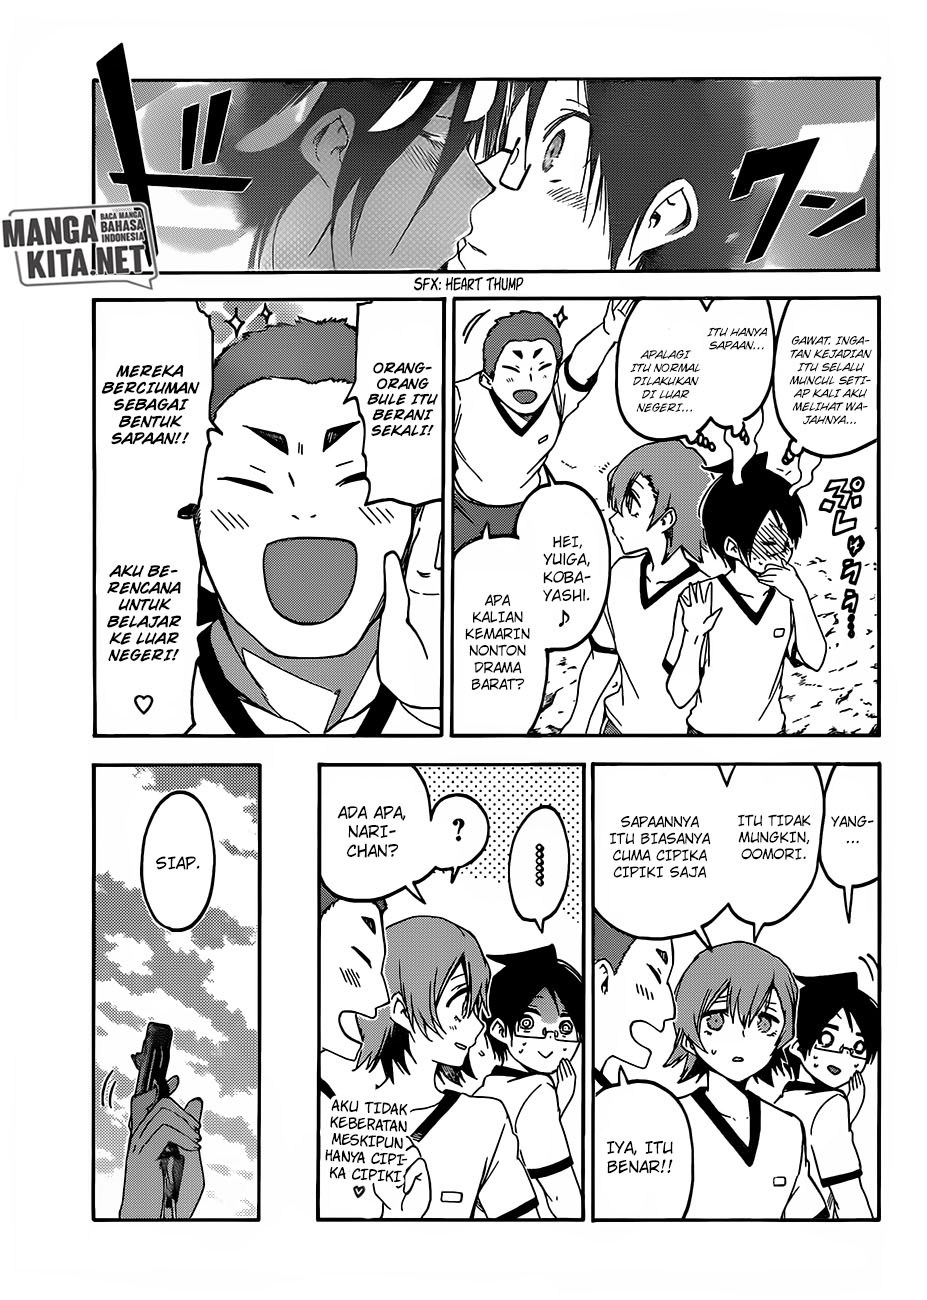 ド
クン
MANGA
KITA.NET
BACA MANGA
BAHASA
INDONESIA
SFX: HEART THUMP
GAWAT. INGA-
TAN KEJADIAN
ITU SELALU
MUNCUL SETI-
AP KALI AKU
MELIHAT WA-
JAHNYA...
ITU HANYA
SAPAAN...
APALAGI
ITU NORMAL
DILAKUKAN
DI LUAR
NEGERI...
HEI,
YUIGA,
KOBA-
YASHI.
♪
APA
KALIAN
KEMARIN
NONTON
DRAMA
BARAT?
ORANG-
ORANG
BULE ITU
BERANI
SEKALI!
MEREKA
BERCIUMAN
SEBAGAI
BENTUK
SAPAAN!!
AKU BE-
RENCANA
UNTUK
BELAJAR
KE LUAR
NEGERI!
♡
YANG-
...
ITU TIDAK
MUNGKIN,
OOMORI.
SAPAANNYA
ITU BIASANYA
CUMA CIPIKA
CIPIKI SAJA
IYA, ITU
BENAR!!
?
ADA APA,
NARI-
CHAN?
AKU TIDAK
KEBERATAN
MESKIPUN
HANYA CIPI-
KA CIPIKI
♡
SIAP.